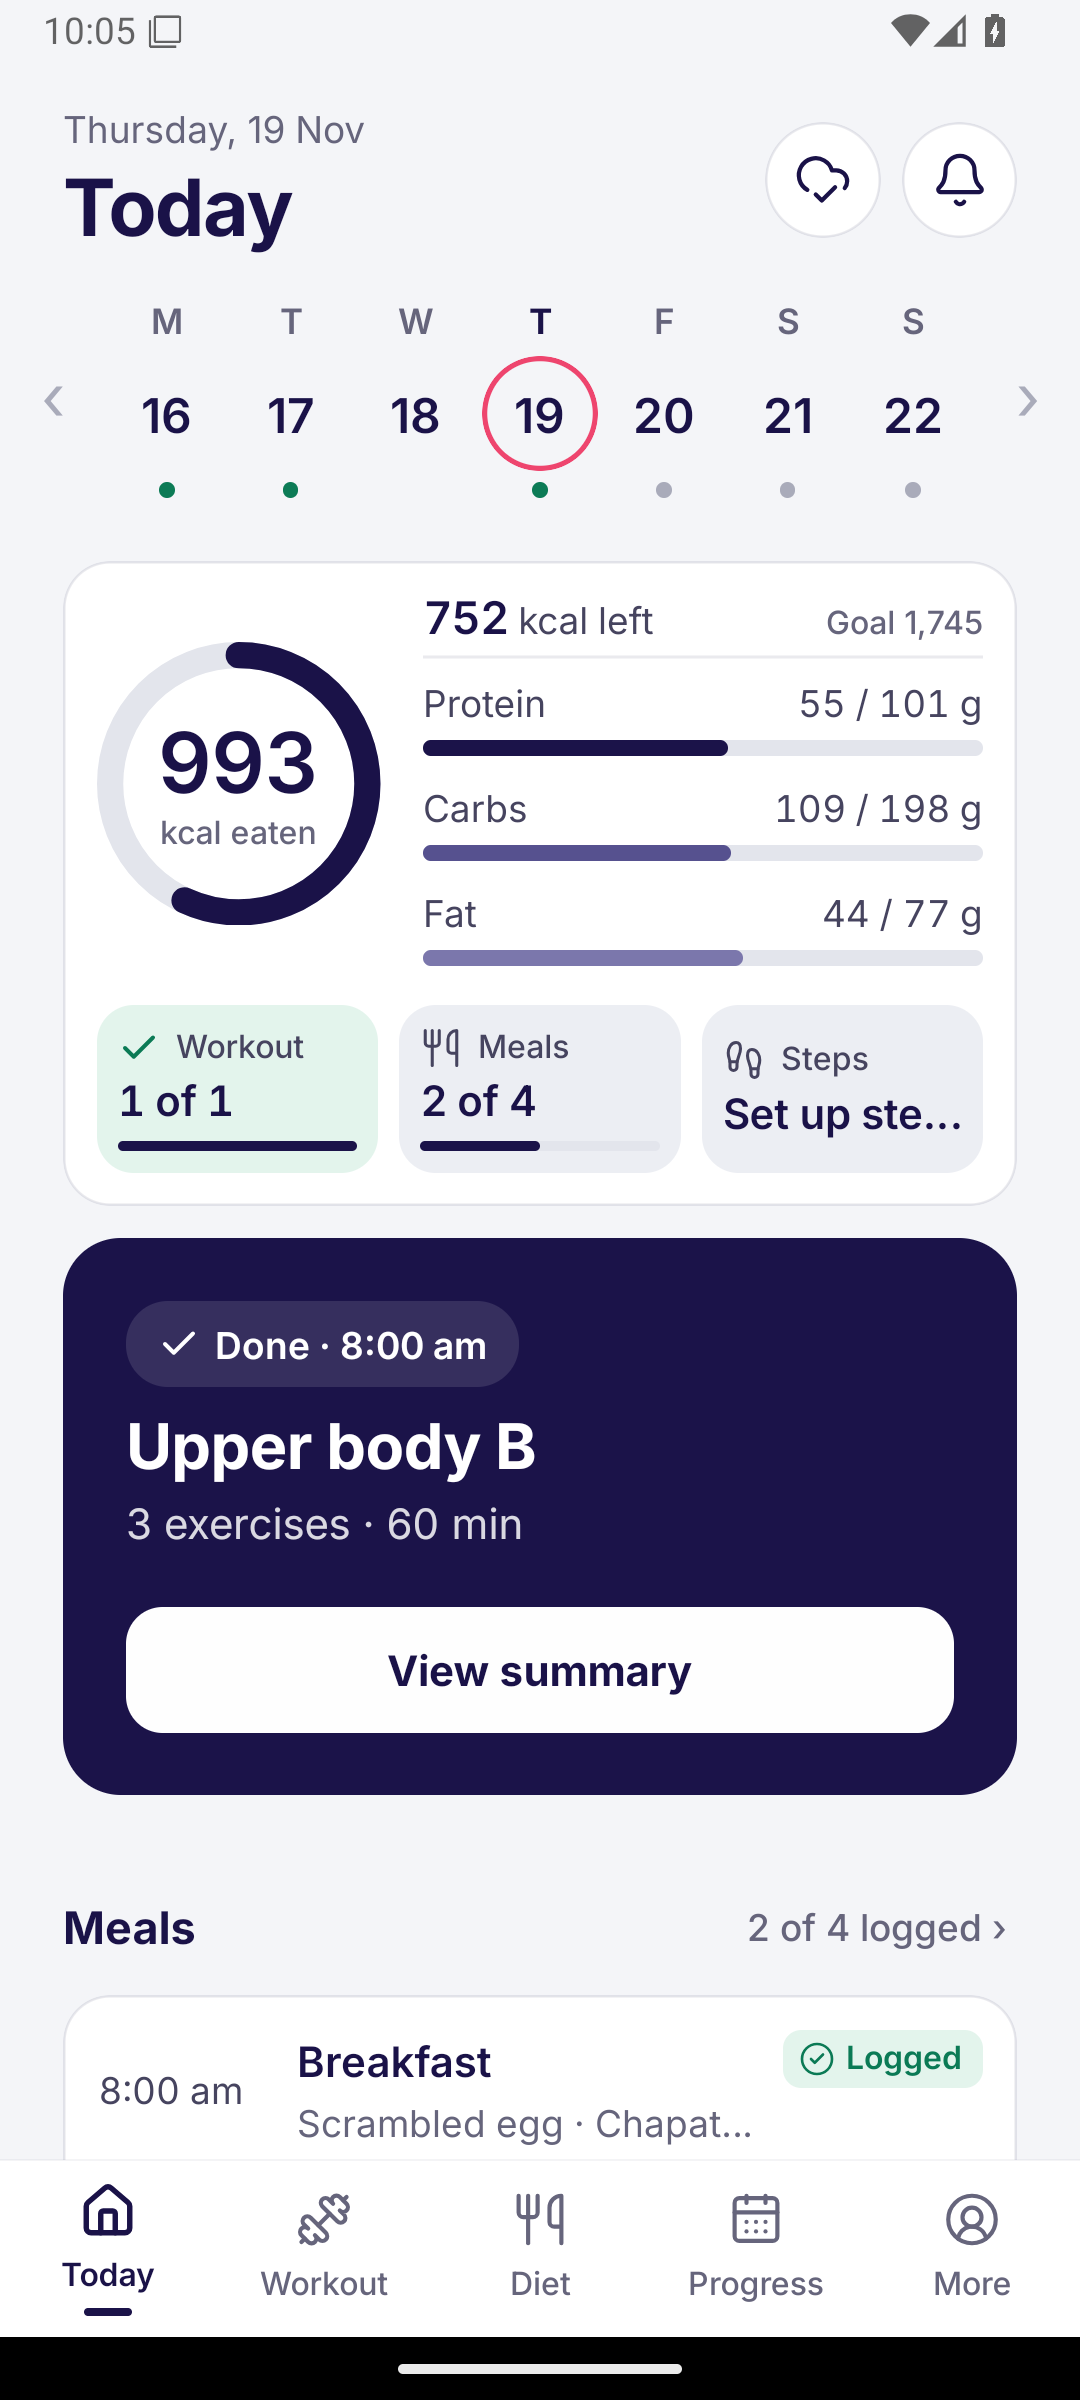 10:05
Thursday, 19 Nov
Today
M T W T F S S
‹ 16 17 18 19 20 21 22 ›
752 kcal left Goal 1,745
993
kcal eaten
Protein 55 / 101 g
Carbs 109 / 198 g
Fat 44 / 77 g
Workout
1 of 1
Meals
2 of 4
Steps
Set up ste...
Done · 8:00 am
Upper body B
3 exercises · 60 min
View summary
Meals 2 of 4 logged ›
8:00 am
Breakfast
Logged
Scrambled egg · Chapat...
Today Workout Diet Progress More